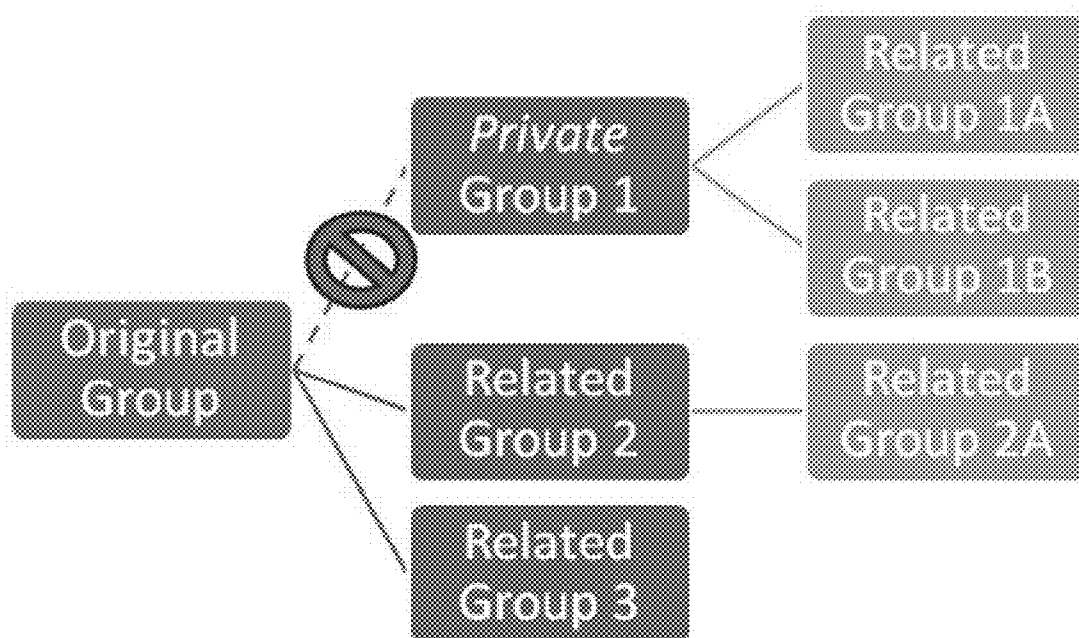 Original
Group
Private
Group 1
Related
Group 2
Related
Group 3
Related
Group 1A
Related
Group 1B
Related
Group 2A